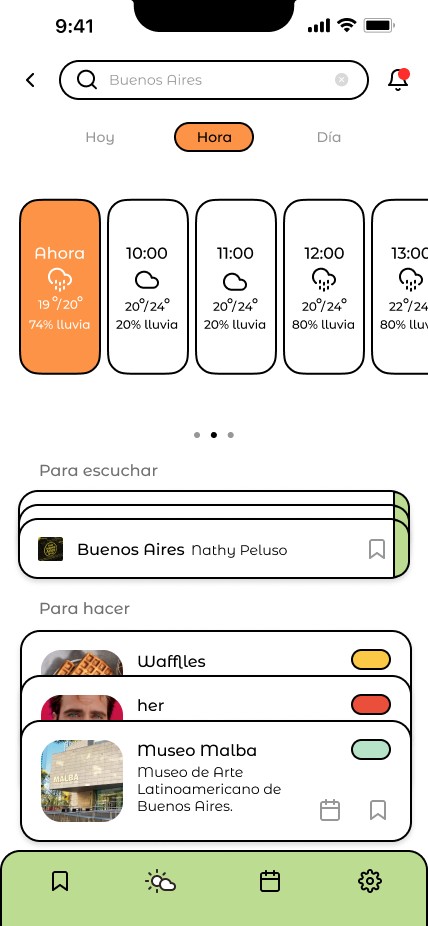 9:41
Buenos Aires
Hoy Hora Día
Ahora 10:00 11:00 12:00 13:00
19°/20° 20°/24° 20°/24° 20°/24° 22°/24
74% lluvia 20% lluvia 20% lluvia 80% lluvia 80% lluv
Para escuchar
Buenos Aires Nathy Peluso
Para hacer
Waffles
her
Museo Malba
MALBA
Museo de Arte
Latinoamericano de
Buenos Aires.